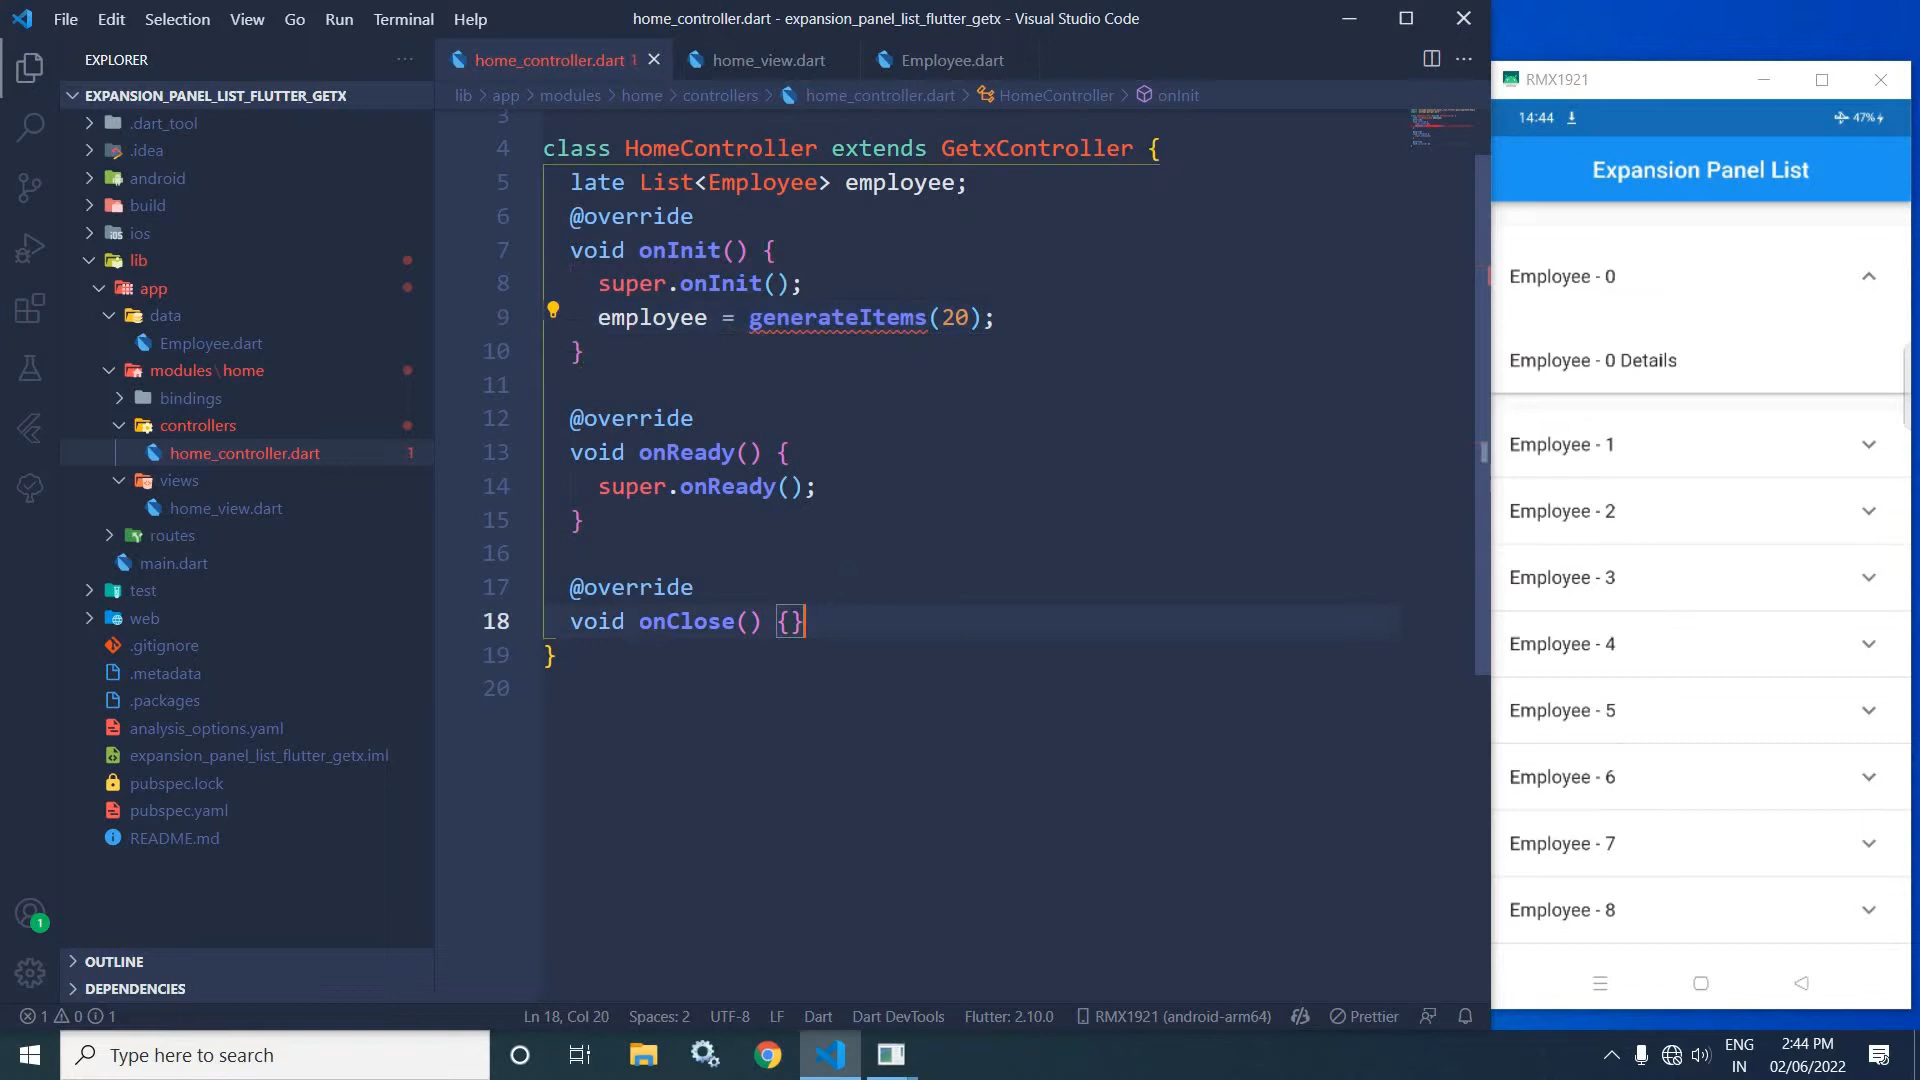 File Edit Selection View Go Run Terminal Help
home_controller.dart - expansion_panel_list_flutter_getx - Visual Studio Code
EXPLORER
EXPANSION_PANEL_LIST_FLUTTER_GETX
.dart_tool
.idea
android
build
ios
lib
app
data
Employee.dart
modules\home
bindings
controllers
home_controller.dart 1
views
home_view.dart
routes
main.dart
test
web
.gitignore
.metadata
.packages
analysis_options.yaml
expansion_panel_list_flutter_getx.iml
pubspec.lock
pubspec.yaml
README.md
OUTLINE
DEPENDENCIES
home_controller.dart 1 home_view.dart Employee.dart
lib > app > modules > home > controllers > home_controller.dart > HomeController > onInit
3
4 class HomeController extends GetxController {
5 late List<Employee> employee;
6 @override
7 void onInit() {
8 super.onInit();
9 employee = generateItems(20);
10 }
11
12 @override
13 void onReady() {
14 super.onReady();
15 }
16
17 @override
18 void onClose() {}
19 }
20
RMX1921
14:44 47%
Expansion Panel List
Employee - 0
Employee - 0 Details
Employee - 1
Employee - 2
Employee - 3
Employee - 4
Employee - 5
Employee - 6
Employee - 7
Employee - 8
1
1 0 1 Ln 18, Col 20 Spaces: 2 UTF-8 LF Dart Dart DevTools Flutter: 2.10.0 RMX1921 (android-arm64) Prettier
Type here to search
ENG
IN
2:44 PM
02/06/2022